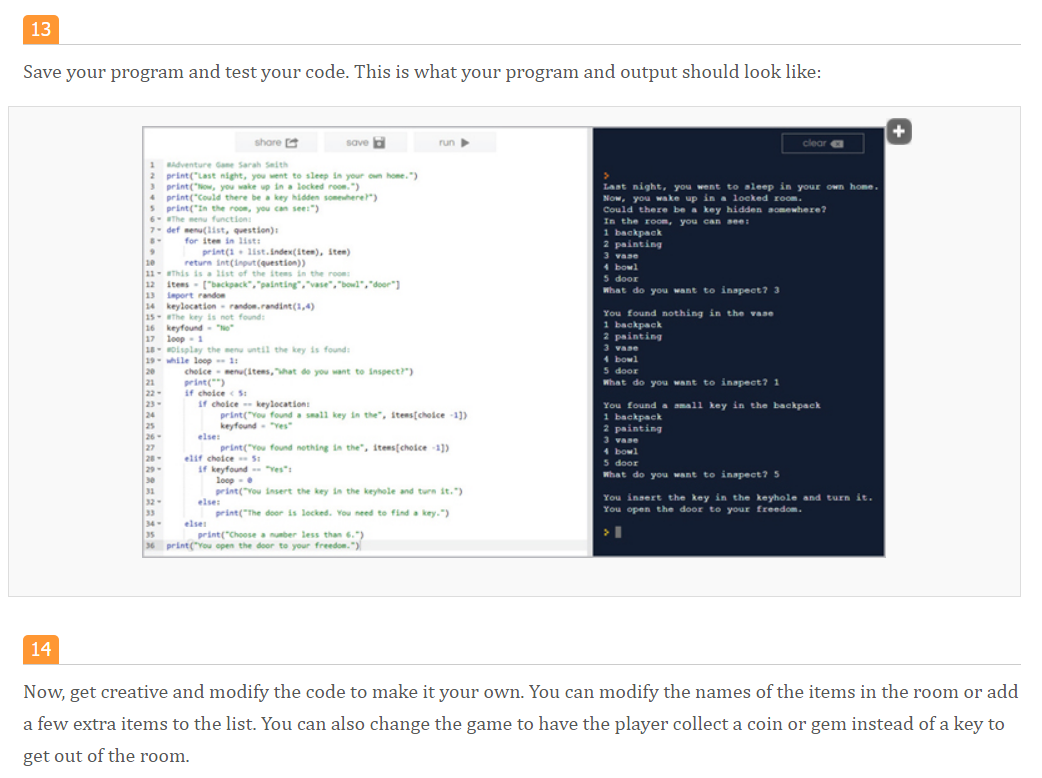 13
Save your program and test your code. This is what your program and output should look like:
share save run clear
1 #Adventure Game Sarah Smith
2 print("Last night, you went to sleep in your own home.")
3 print("Now, you wake up in a locked room.")
4 print("Could there be a key hidden somewhere?")
5 print("In the room, you can see:")
6 #The menu function:
7 def menu(list, question):
8 for item in list:
9 print(1 + list.index(item), item)
10 return int(input(question))
11 #This is a list of the items in the room:
12 items = ["backpack","painting","vase","bowl","door"]
13 import random
14 keylocation = random.randint(1,4)
15 #The key is not found:
16 keyfound = "No"
17 loop = 1
18 #Display the menu until the key is found:
19 while loop == 1:
20 choice = menu(items,"What do you want to inspect?")
21 print("")
22 if choice < 5:
23 if choice == keylocation:
24 print("You found a small key in the", items[choice -1])
25 keyfound = "Yes"
26 else:
27 print("You found nothing in the", items[choice -1])
28 elif choice == 5:
29 if keyfound == "Yes":
30 loop = 0
31 print("You insert the key in the keyhole and turn it.")
32 else:
33 print("The door is locked. You need to find a key.")
34 else:
35 print("Choose a number less than 6.")
36 print("You open the door to your freedom.")
>
Last night, you went to sleep in your own home.
Now, you wake up in a locked room.
Could there be a key hidden somewhere?
In the room, you can see:
1 backpack
2 painting
3 vase
4 bowl
5 door
What do you want to inspect? 3
You found nothing in the vase
1 backpack
2 painting
3 vase
4 bowl
5 door
What do you want to inspect? 1
You found a small key in the backpack
1 backpack
2 painting
3 vase
4 bowl
5 door
What do you want to inspect? 5
You insert the key in the keyhole and turn it.
You open the door to your freedom.
>
14
Now, get creative and modify the code to make it your own. You can modify the names of the items in the room or add
a few extra items to the list. You can also change the game to have the player collect a coin or gem instead of a key to
get out of the room.